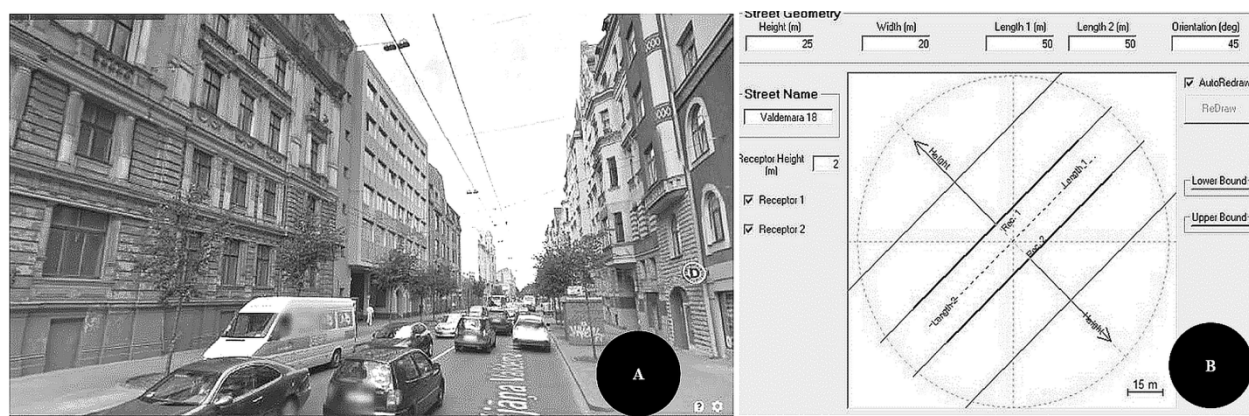 A
?
Street Geometry
Height (m) Width (m) Length 1 (m) Length 2 (m) Orientation (deg)
25 20 50 50 45
Street Name
Valdemara 18
Receptor Height
(m)
2
Receptor 1
Receptor 2
Height
Length 1
Rec. 1
Rec. 2
Length 2
Height
15 m
AutoRedraw
ReDraw
Lower Bound
Upper Bound
B